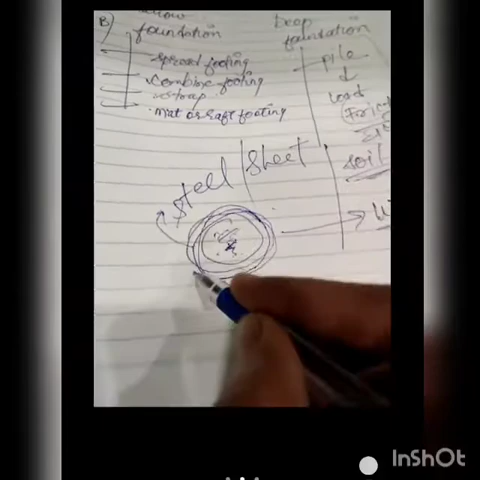 B)
foundation
spread footing
Combine footing
strap
mat or raft footing
Deep
foundation
pile
Load
soil
steel sheet
InShOt